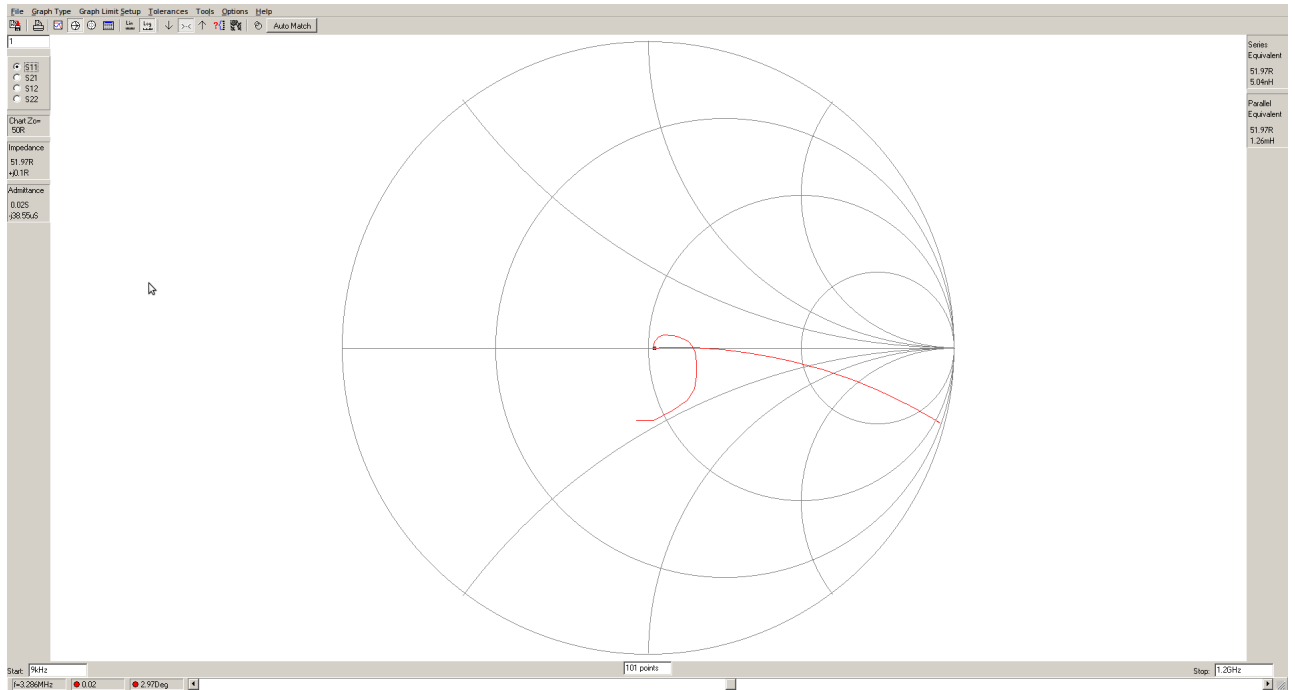 File Graph Type Graph Limit Setup Tolerances Tools Options Help
Lin Log Auto Match
1
S11
S21
S12
S22
Chart Zo=
50R
Impedance
51.97R
+j0.1R
Admittance
0.02S
-j38.55uS
Series
Equivalent
51.97R
5.04nH
Parallel
Equivalent
51.97R
1.26mH
Start: 9kHz
101 points
Stop: 1.2GHz
f=3.286MHz 0.02 2.97Deg